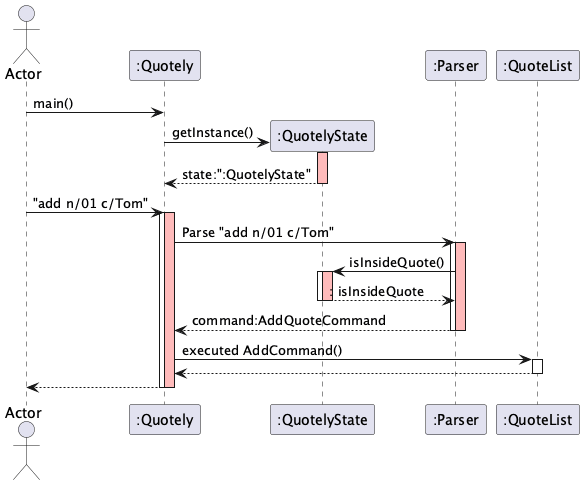 Actor
:Quotely
:Parser
:QuoteList
main()
getInstance()
:QuotelyState
state:":QuotelyState"
"add n/01 c/Tom"
Parse "add n/01 c/Tom"
isInsideQuote()
: isInsideQuote
command:AddQuoteCommand
executed AddCommand()
Actor
:Quotely
:QuotelyState
:Parser
:QuoteList